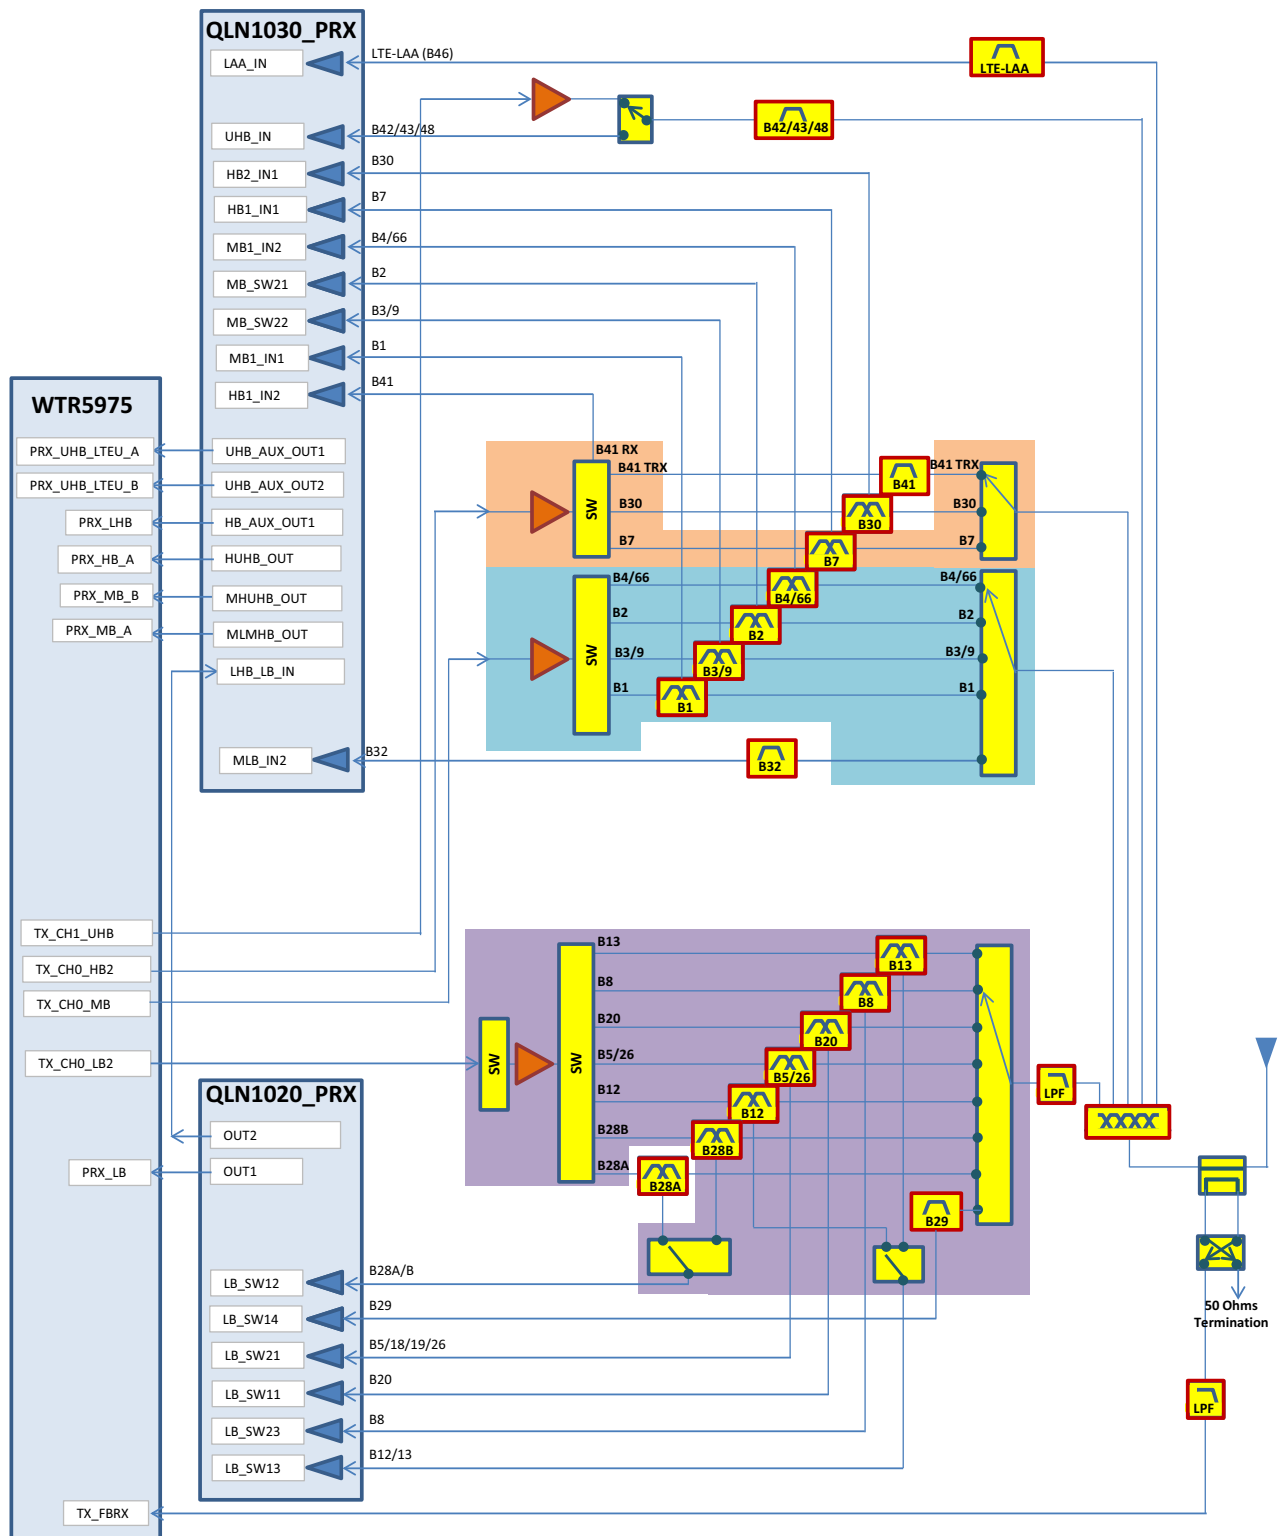 QLN1030_PRX
LAA_IN
LTE-LAA (B46)
LTE-LAA
UHB_IN
B42/43/48
B42/43/48
HB2_IN1
B30
HB1_IN1
B7
MB1_IN2
B4/66
MB_SW21
B2
MB_SW22
B3/9
MB1_IN1
B1
HB1_IN2
B41
WTR5975
PRX_UHB_LTEU_A
UHB_AUX_OUT1
PRX_UHB_LTEU_B
UHB_AUX_OUT2
PRX_LHB
HB_AUX_OUT1
PRX_HB_A
HUHB_OUT
PRX_MB_B
MHUHB_OUT
PRX_MB_A
MLMHB_OUT
LHB_LB_IN
MLB_IN2
B32
B32
B41 RX
B41 TRX
B41
B41 TRX
SW
B30
B30
B30
B7
B7
B7
B4/66
B4/66
B4/66
SW
B2
B2
B2
B3/9
B3/9
B3/9
B1
B1
B1
TX_CH1_UHB
TX_CH0_HB2
TX_CH0_MB
TX_CH0_LB2
SW
SW
B13
B13
B8
B8
B20
B20
B5/26
B5/26
B12
B12
B28B
B28B
B28A
B28A
B29
LPF
QLN1020_PRX
OUT2
PRX_LB
OUT1
LB_SW12
B28A/B
LB_SW14
B29
LB_SW21
B5/18/19/26
LB_SW11
B20
LB_SW23
B8
LB_SW13
B12/13
50 Ohms
Termination
LPF
TX_FBRX